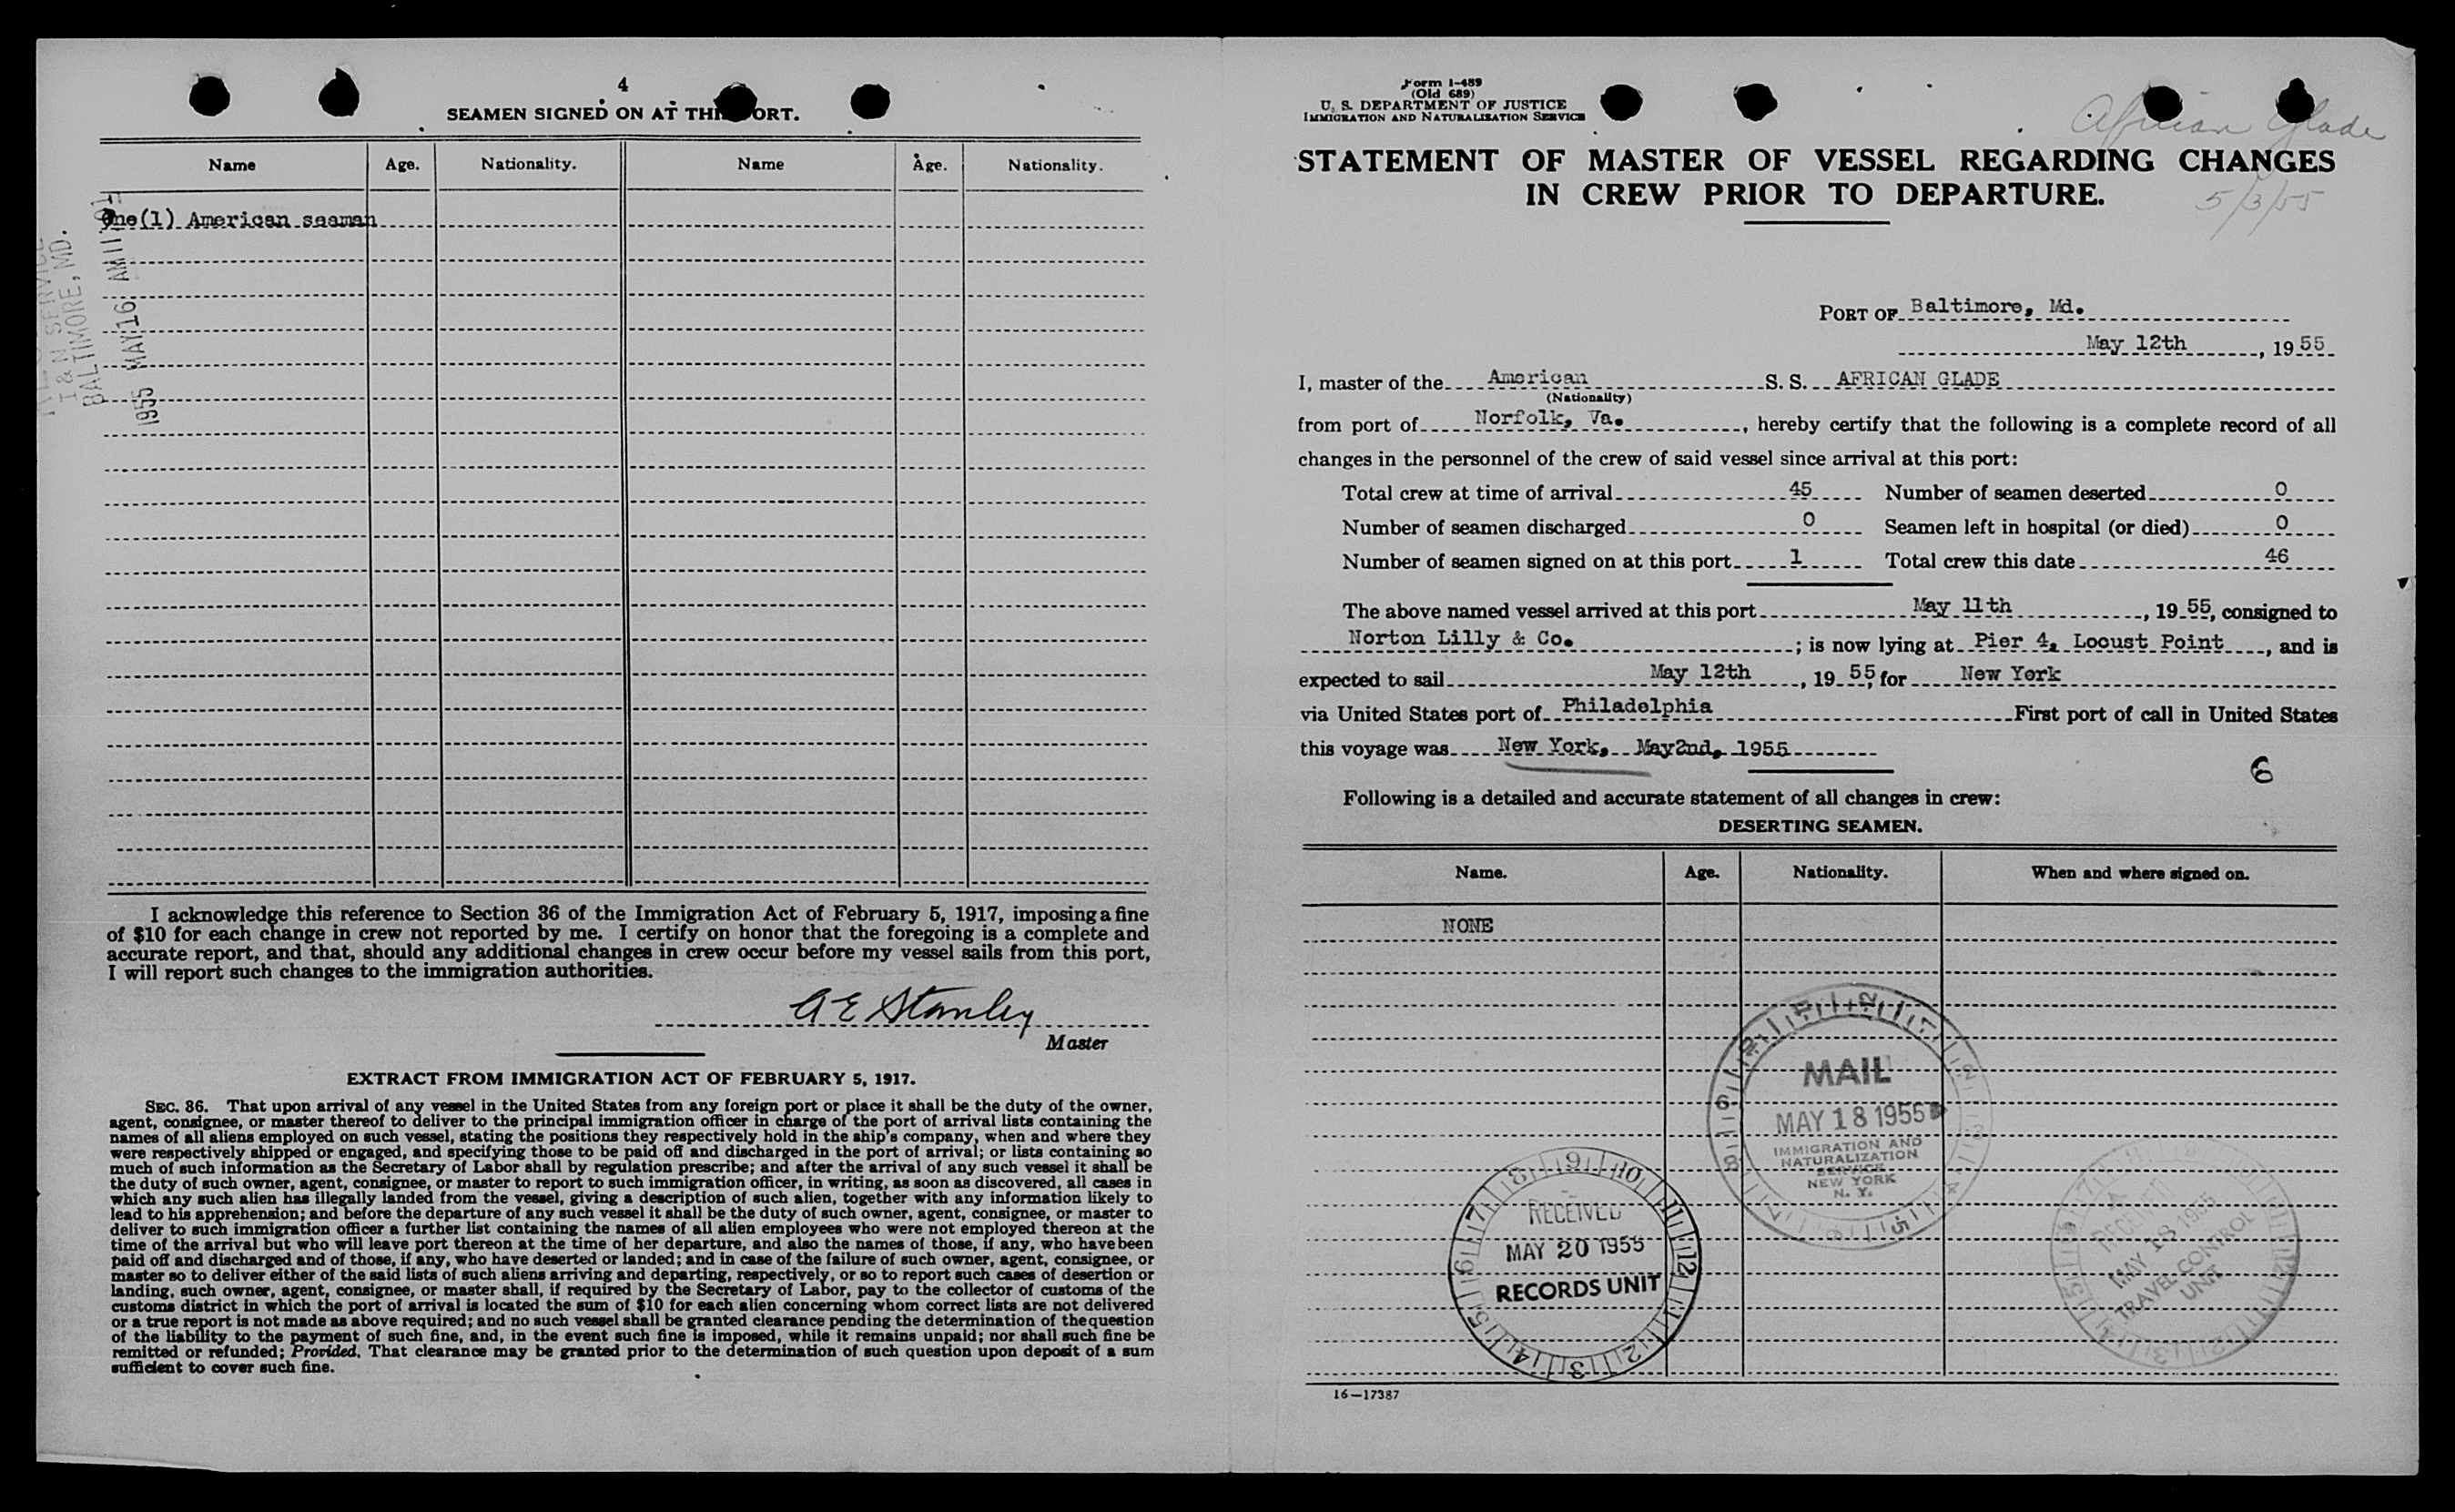 4
SEAMEN SIGNED ON AT THIS PORT.
Name Age. Nationality. Name Age. Nationality.
One(1) American seaman
I & N SERVICE
BALTIMORE, MD.
1955 MAY 16 AM 11
I acknowledge this reference to Section 36 of the Immigration Act of February 5, 1917, imposing a fine
of $10 for each change in crew not reported by me. I certify on honor that the foregoing is a complete and
accurate report, and that, should any additional changes in crew occur before my vessel sails from this port,
I will report such changes to the immigration authorities.
A E Stanley
Master
EXTRACT FROM IMMIGRATION ACT OF FEBRUARY 5, 1917.
SEC. 36. That upon arrival of any vessel in the United States from any foreign port or place it shall be the duty of the owner,
agent, consignee, or master thereof to deliver to the principal immigration officer in charge of the port of arrival lists containing the
names of all aliens employed on such vessel, stating the positions they respectively hold in the ship's company, when and where they
were respectively shipped or engaged, and specifying those to be paid off and discharged in the port of arrival; or lists containing so
much of such information as the Secretary of Labor shall by regulation prescribe; and after the arrival of any such vessel it shall be
the duty of such owner, agent, consignee, or master to report to such immigration officer, in writing, as soon as discovered, all cases in
which any such alien has illegally landed from the vessel, giving a description of such alien, together with any information likely to
lead to his apprehension; and before the departure of any such vessel it shall be the duty of such owner, agent, consignee, or master to
deliver to such immigration officer a further list containing the names of all alien employees who were not employed thereon at the
time of the arrival but who will leave port thereon at the time of her departure, and also the names of those, if any, who have been
paid off and discharged and of those, if any, who have deserted or landed; and in case of the failure of such owner, agent, consignee, or
master so to deliver either of the said lists of such aliens arriving and departing, respectively, or so to report such cases of desertion or
landing, such owner, agent, consignee, or master shall, if required by the Secretary of Labor, pay to the collector of customs of the
customs district in which the port of arrival is located the sum of $10 for each alien concerning whom correct lists are not delivered
or a true report is not made as above required; and no such vessel shall be granted clearance pending the determination of the question
of the liability to the payment of such fine, and, in the event such fine is imposed, while it remains unpaid; nor shall such fine be
remitted or refunded; Provided, That clearance may be granted prior to the determination of such question upon deposit of a sum
sufficient to cover such fine.
Form I-489
(Old 689)
U. S. DEPARTMENT OF JUSTICE
IMMIGRATION AND NATURALIZATION SERVICE
African Glade
STATEMENT OF MASTER OF VESSEL REGARDING CHANGES
IN CREW PRIOR TO DEPARTURE.
5/3/55
PORT OF Baltimore, Md.
May 12th, 1955
I, master of the American S. S. AFRICAN GLADE
(Nationality)
from port of Norfolk, Va., hereby certify that the following is a complete record of all
changes in the personnel of the crew of said vessel since arrival at this port:
Total crew at time of arrival 45 Number of seamen deserted 0
Number of seamen discharged 0 Seamen left in hospital (or died) 0
Number of seamen signed on at this port 1 Total crew this date 46
The above named vessel arrived at this port May 11th, 1955, consigned to
Norton Lilly & Co.; is now lying at Pier 4, Locust Point, and is
expected to sail May 12th, 1955, for New York
via United States port of Philadelphia First port of call in United States
this voyage was New York, May2nd, 1955
6
Following is a detailed and accurate statement of all changes in crew:
DESERTING SEAMEN.
Name. Age. Nationality. When and where signed on.
NONE
MAIL
MAY 18 1955
IMMIGRATION AND
NATURALIZATION
SERVICE
NEW YORK
N. Y.
RECEIVED
MAY 20 1955
RECORDS UNIT
RECEIVED
MAY 18 1955
TRAVEL CONTROL
UNIT
16—17387